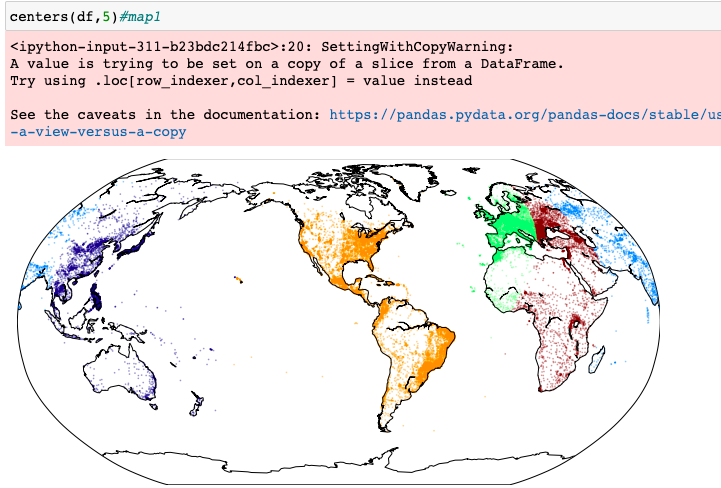 centers(df,5)#map1
<ipython-input-311-b23bdc214fbc>:20: SettingWithCopyWarning:
A value is trying to be set on a copy of a slice from a DataFrame.
Try using .loc[row_indexer,col_indexer] = value instead
See the caveats in the documentation: https://pandas.pydata.org/pandas-docs/stable/us
-a-view-versus-a-copy